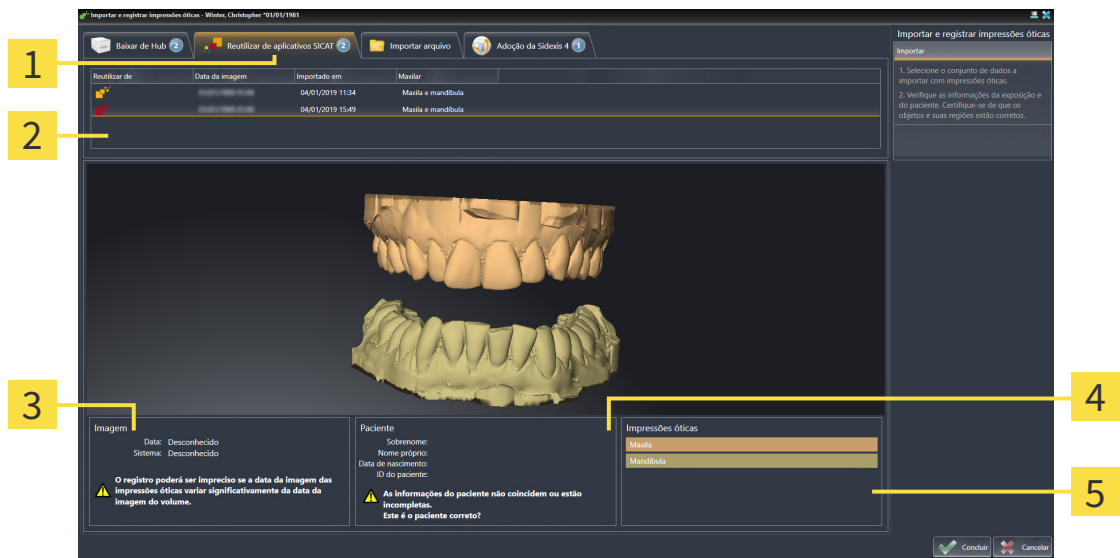 Importar e registrar impressões óticas - Winter, Christopher *01/01/1981
Baixar de Hub 2
Reutilizar de aplicativos SICAT 2
Importar arquivo
Adoção da Sidexis 4 1
Reutilizar de Data da imagem Importado em Maxilar
04/01/2019 11:34 Maxila e mandíbula
04/01/2019 15:49 Maxila e mandíbula
Importar e registrar impressões óticas
Importar
1. Selecione o conjunto de dados a
importar com impressões óticas.
2. Verifique as informações da exposição e
do paciente. Certifique-se de que os
objetos e suas regiões estão corretos.
1
2
3
4
5
Imagem
Data: Desconhecido
Sistema: Desconhecido
O registro poderá ser impreciso se a data da imagem das
impressões óticas variar significativamente da data da
imagem do volume.
Paciente
Sobrenome:
Nome próprio:
Data de nascimento:
ID do paciente:
As informações do paciente não coincidem ou estão
incompletas.
Este é o paciente correto?
Impressões óticas
Maxila
Mandíbula
Concluir
Cancelar